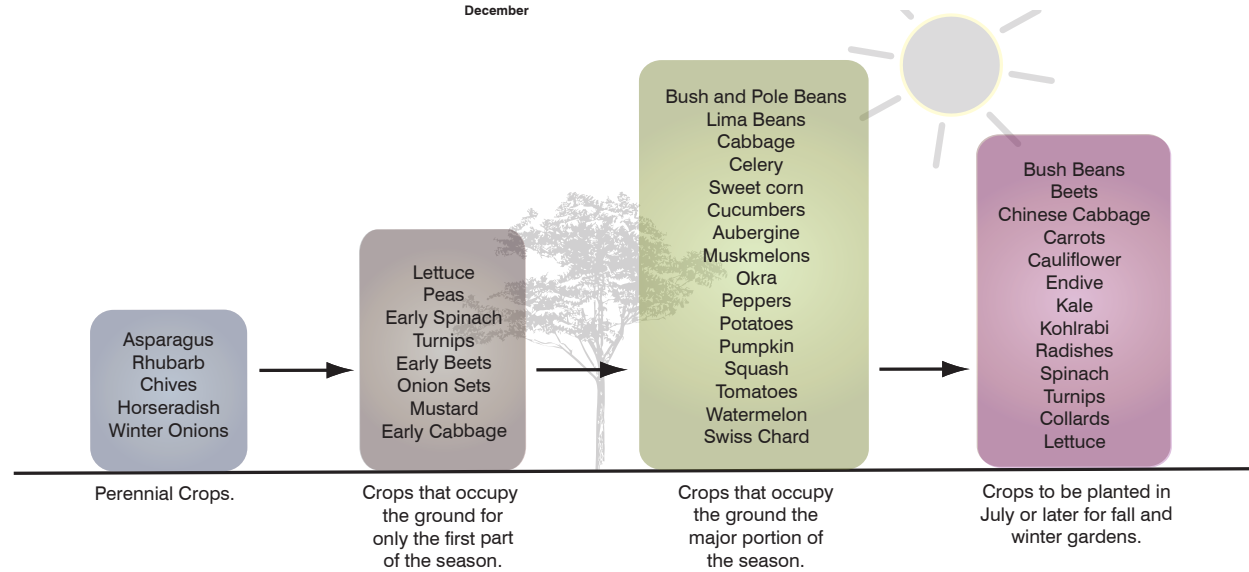 December
Asparagus
Rhubarb
Chives
Horseradish
Winter Onions
Perennial Crops.
Lettuce
Peas
Early Spinach
Turnips
Early Beets
Onion Sets
Mustard
Early Cabbage
Crops that occupy
the ground for
only the first part
of the season.
Bush and Pole Beans
Lima Beans
Cabbage
Celery
Sweet corn
Cucumbers
Aubergine
Muskmelons
Okra
Peppers
Potatoes
Pumpkin
Squash
Tomatoes
Watermelon
Swiss Chard
Crops that occupy
the ground the
major portion of
the season.
Bush Beans
Beets
Chinese Cabbage
Carrots
Cauliflower
Endive
Kale
Kohlrabi
Radishes
Spinach
Turnips
Collards
Lettuce
Crops to be planted in
July or later for fall and
winter gardens.